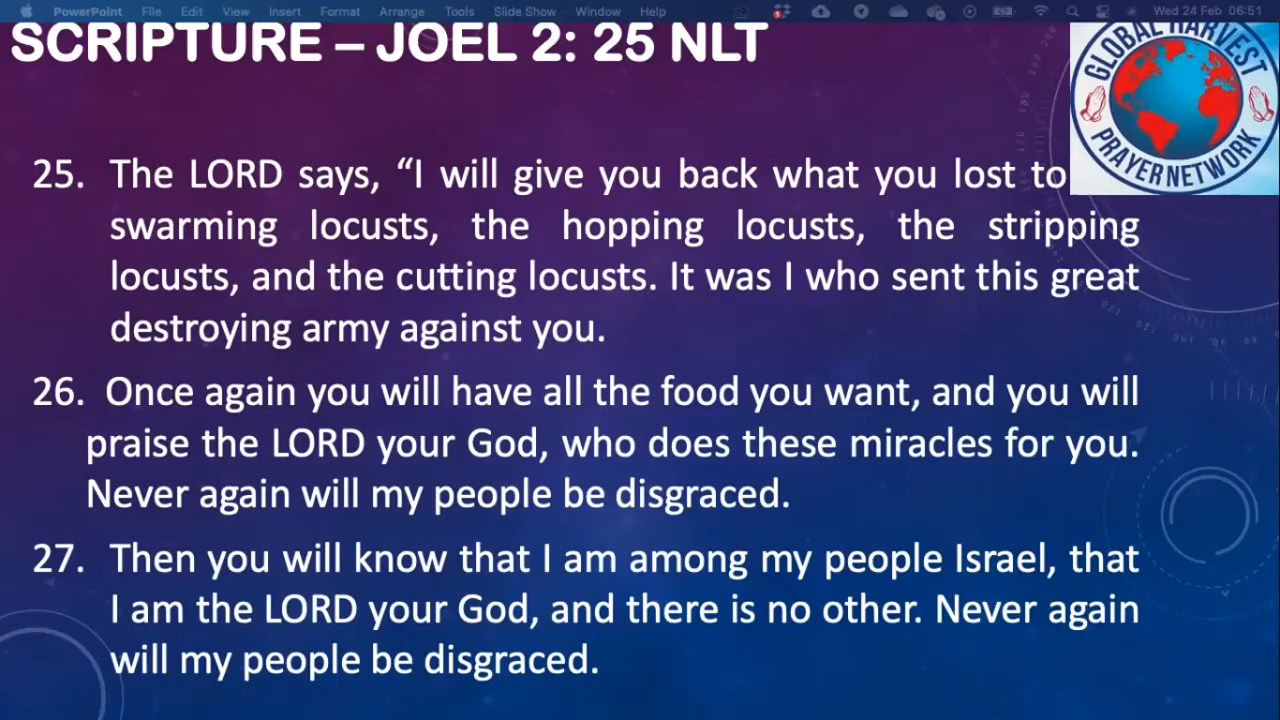 PowerPoint File Edit View Insert Format Arrange Tools Slide Show Window Help Wed 24 Feb 06:51
SCRIPTURE – JOEL 2: 25 NLT
GLOBAL HARVEST
PRAYER NETWORK
25. The LORD says, “I will give you back what you lost to
swarming locusts, the hopping locusts, the stripping
locusts, and the cutting locusts. It was I who sent this great
destroying army against you.
26. Once again you will have all the food you want, and you will
praise the LORD your God, who does these miracles for you.
Never again will my people be disgraced.
27. Then you will know that I am among my people Israel, that
I am the LORD your God, and there is no other. Never again
will my people be disgraced.